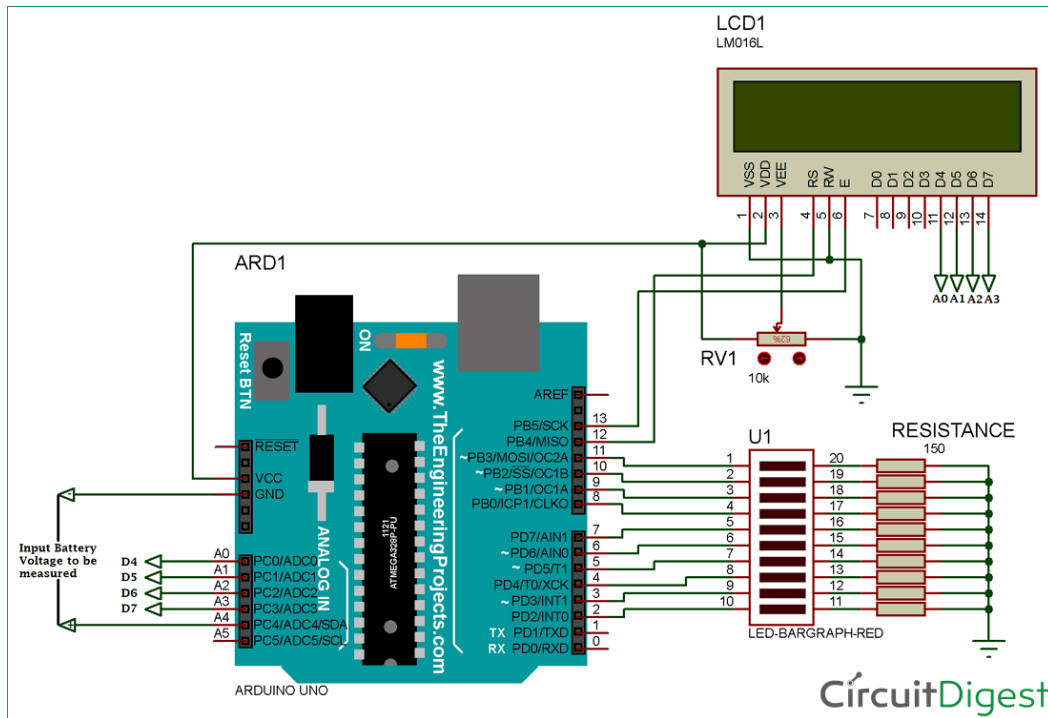 LCD1
LM016L
VSS VDD VEE RS RW E D0 D1 D2 D3 D4 D5 D6 D7
1 2 3 4 5 6 7 8 9 10 11 12 13 14
A0 A1 A2 A3
RV1
62%
10k
ARD1
Reset BTN
ON
www.TheEngineeringProjects.com
AREF
RESET
VCC
GND
PB5/SCK 13
PB4/MISO 12
~PB3/MOSI/OC2A 11
~PB2/SS/OC1B 10
~PB1/OC1A 9
PB0/ICP1/CLKO 8
PD7/AIN1 7
~PD6/AIN0 6
~PD5/T1 5
PD4/T0/XCK 4
~PD3/INT1 3
PD2/INT0 2
TX PD1/TXD 1
RX PD0/RXD 0
ANALOG IN
1121
ATMEGA328P-PU
Input Battery
Voltage to be
measured
- +
D4 A0 PC0/ADC0
D5 A1 PC1/ADC1
D6 A2 PC2/ADC2
D7 A3 PC3/ADC3
A4 PC4/ADC4/SDA
A5 PC5/ADC5/SCL
ARDUINO UNO
U1
RESISTANCE
150
1 20
2 19
3 18
4 17
5 16
6 15
7 14
8 13
9 12
10 11
LED-BARGRAPH-RED
CircuitDigest